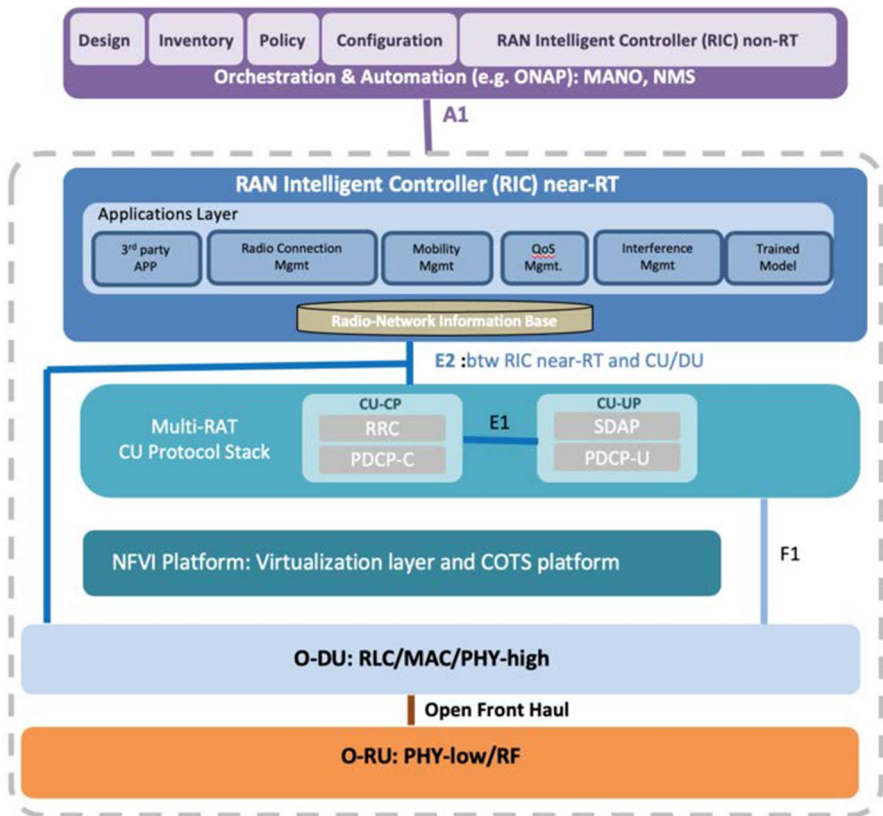 Design Inventory Policy Configuration RAN Intelligent Controller (RIC) non-RT
Orchestration & Automation (e.g. ONAP): MANO, NMS
A1
RAN Intelligent Controller (RIC) near-RT
Applications Layer
3rd party
APP
Radio Connection
Mgmt
Mobility
Mgmt
QoS
Mgmt.
Interference
Mgmt
Trained
Model
Radio-Network Information Base
E2 :btw RIC near-RT and CU/DU
Multi-RAT
CU Protocol Stack
CU-CP
RRC
PDCP-C
E1
CU-UP
SDAP
PDCP-U
NFVI Platform: Virtualization layer and COTS platform
F1
O-DU: RLC/MAC/PHY-high
Open Front Haul
O-RU: PHY-low/RF